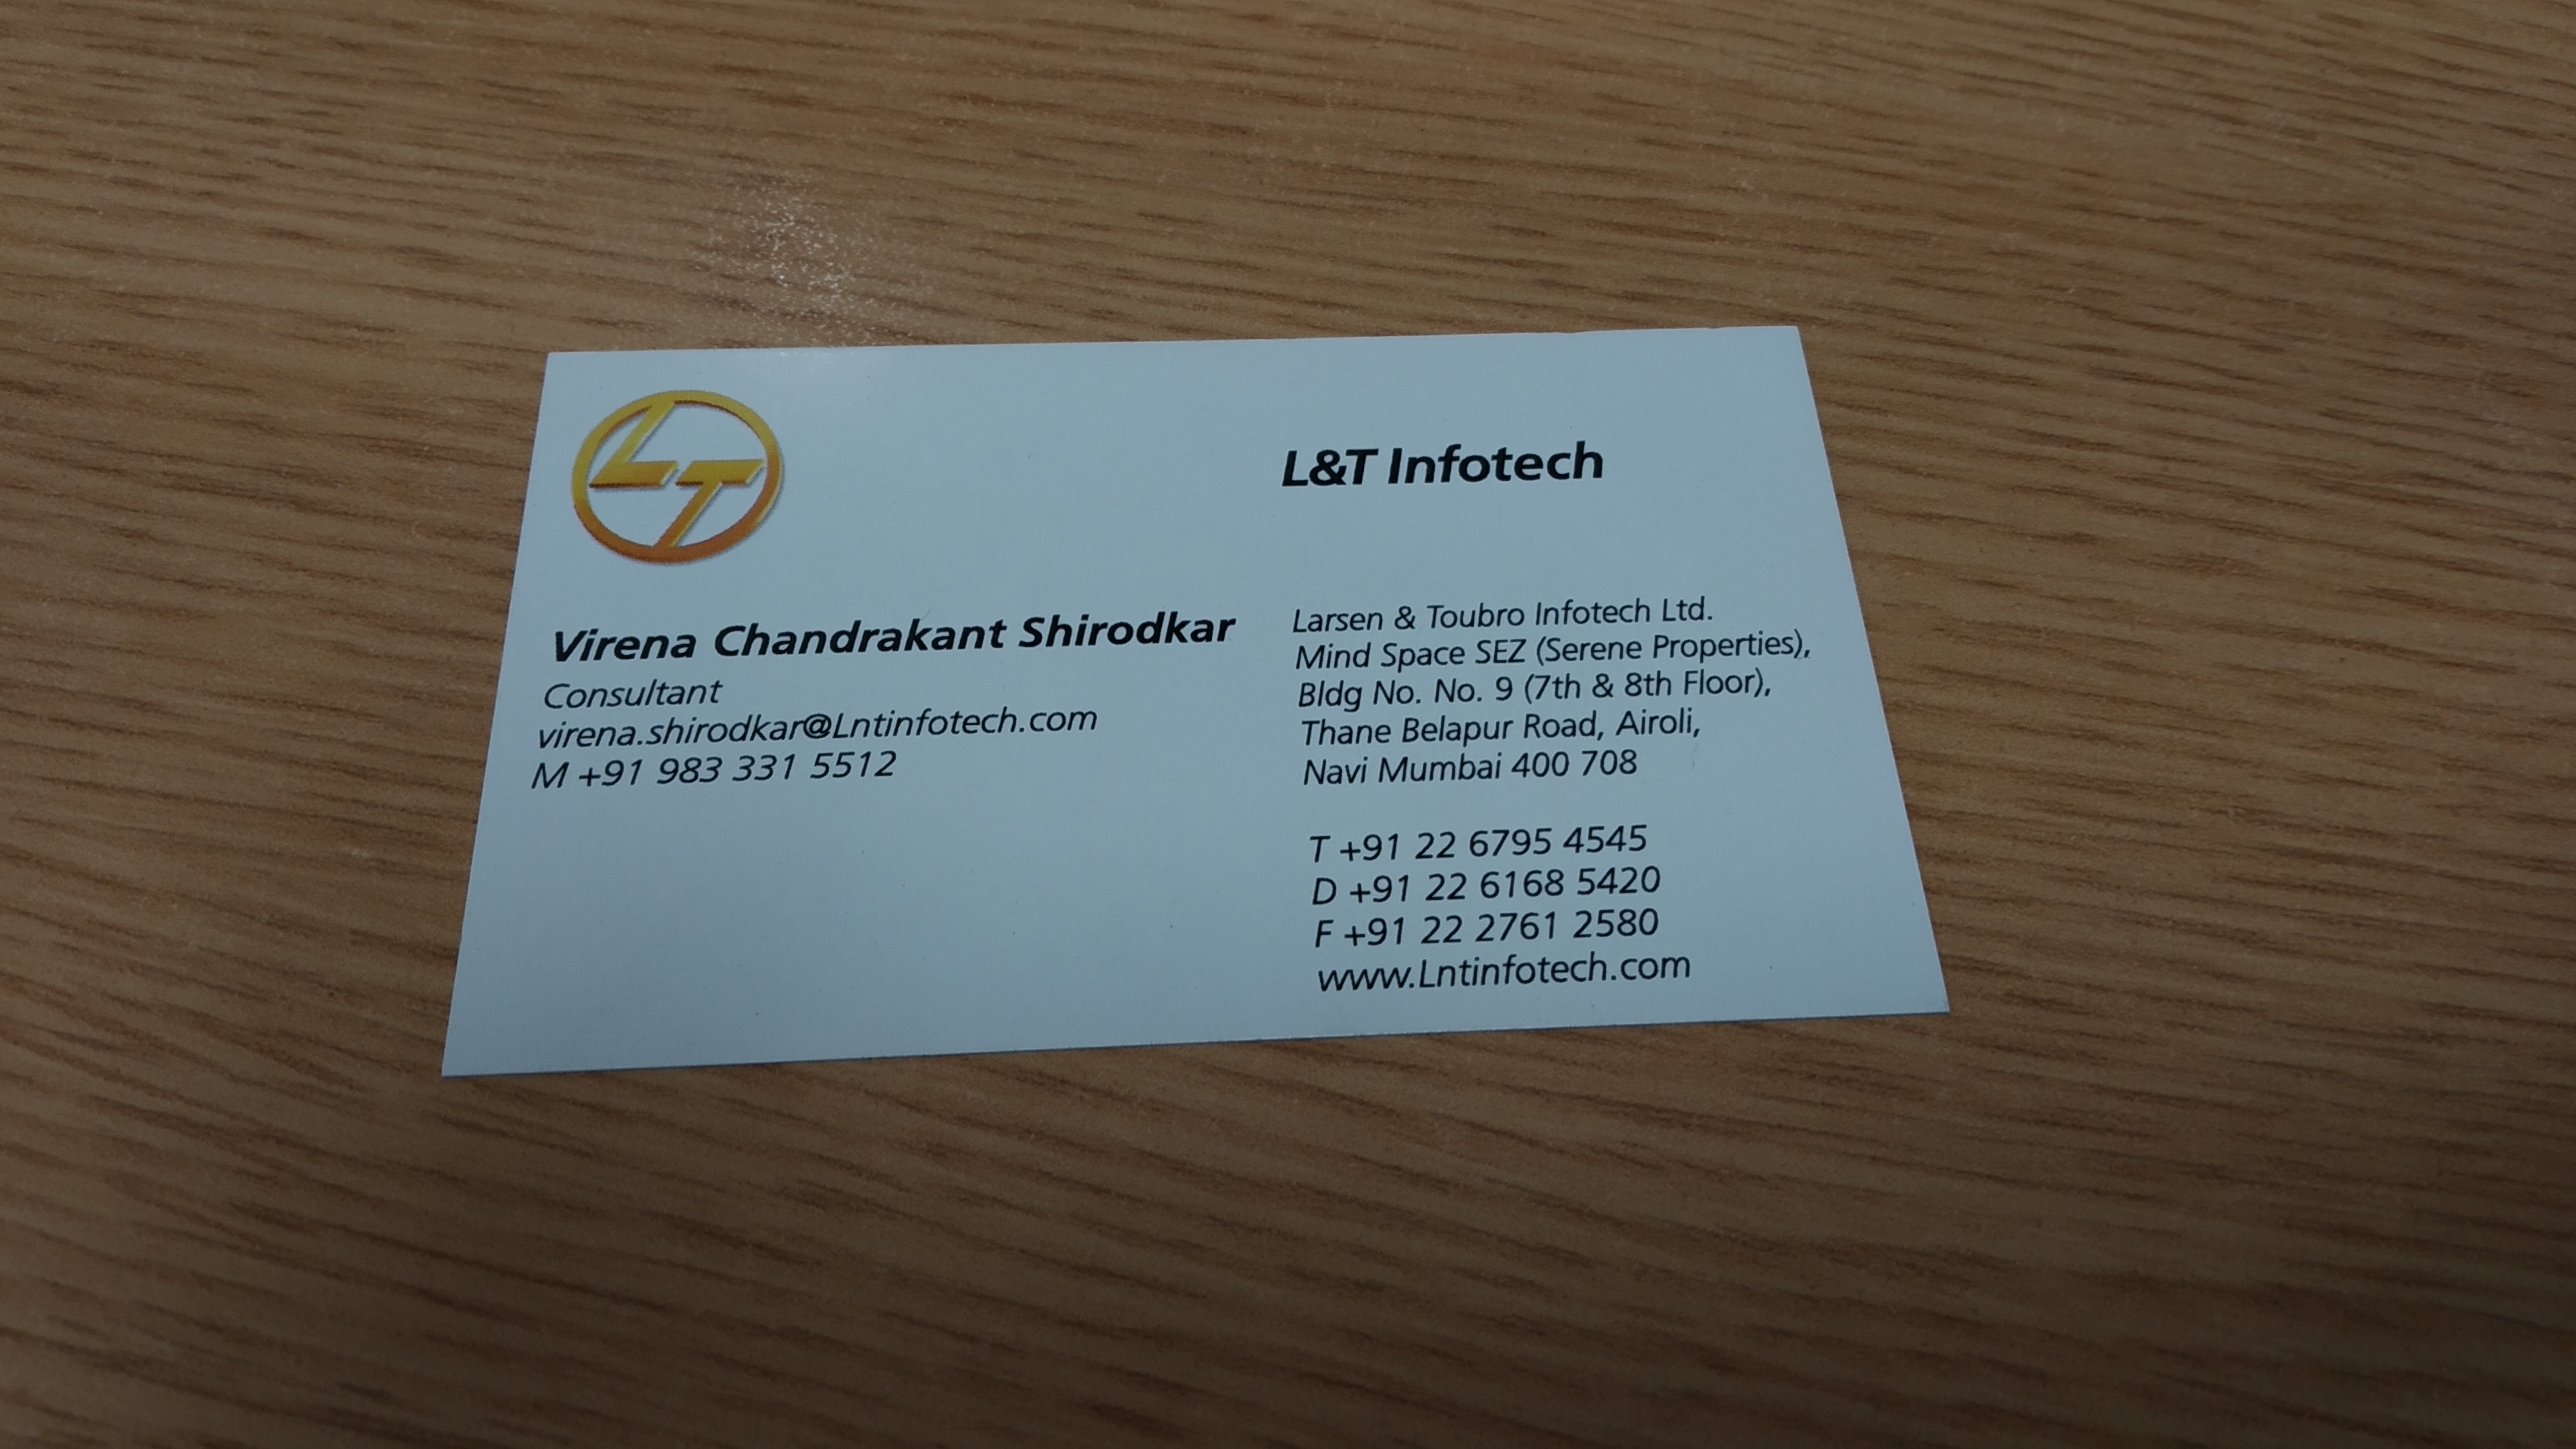 LT
L&T Infotech
Virena Chandrakant Shirodkar
Consultant
virena.shirodkar@Lntinfotech.com
M +91 983 331 5512
Larsen & Toubro Infotech Ltd.
Mind Space SEZ (Serene Properties),
Bldg No. No. 9 (7th & 8th Floor),
Thane Belapur Road, Airoli,
Navi Mumbai 400 708
T +91 22 6795 4545
D +91 22 6168 5420
F +91 22 2761 2580
www.Lntinfotech.com